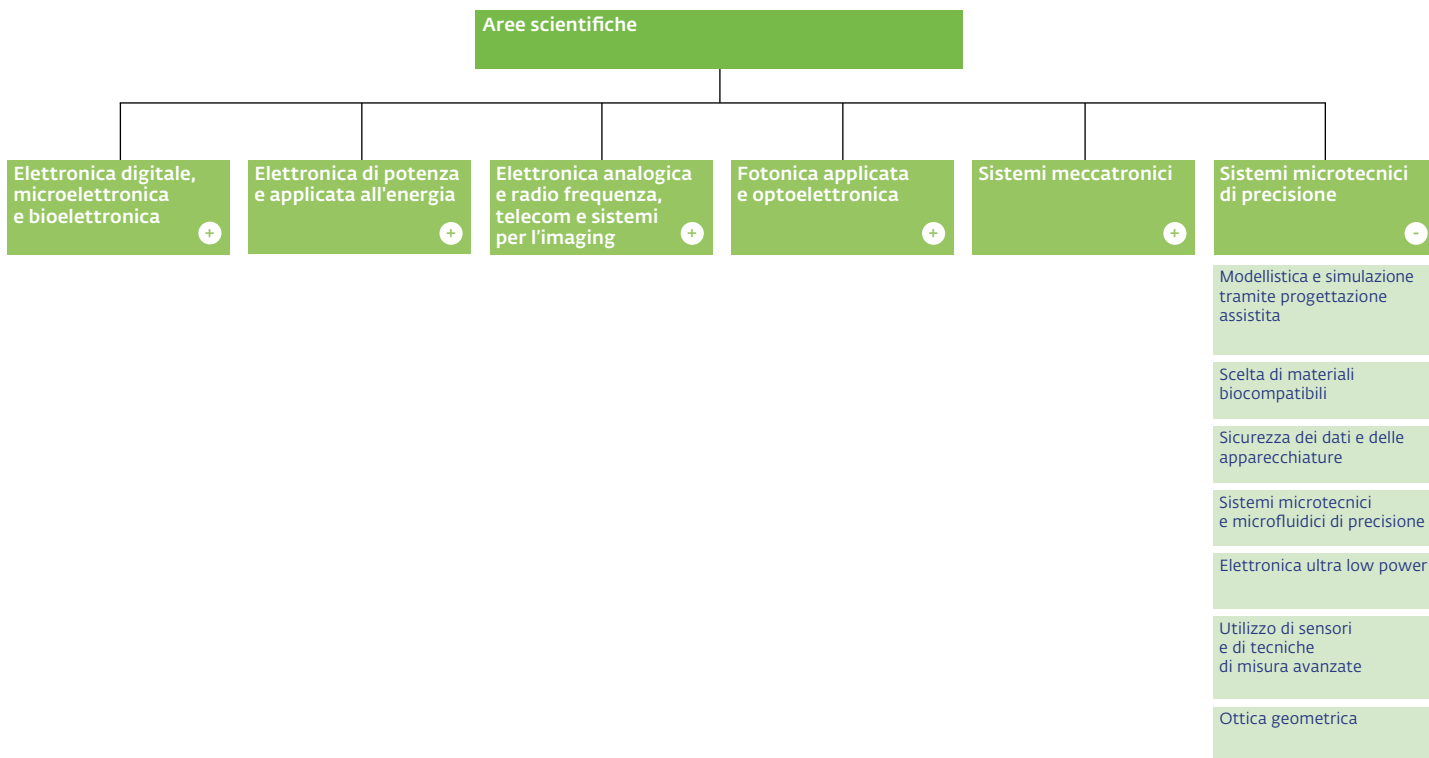 Aree scientifiche
Elettronica digitale,
microelettronica
e bioelettronica
+
Elettronica di potenza
e applicata all'energia
+
Elettronica analogica
e radio frequenza,
telecom e sistemi
per l'imaging
+
Fotonica applicata
e optoelettronica
+
Sistemi meccatronici
+
Sistemi microtecnici
di precisione
-
Modellistica e simulazione
tramite progettazione
assistita
Scelta di materiali
biocompatibili
Sicurezza dei dati e delle
apparecchiature
Sistemi microtecnici
e microfluidici di precisione
Elettronica ultra low power
Utilizzo di sensori
e di tecniche
di misura avanzate
Ottica geometrica